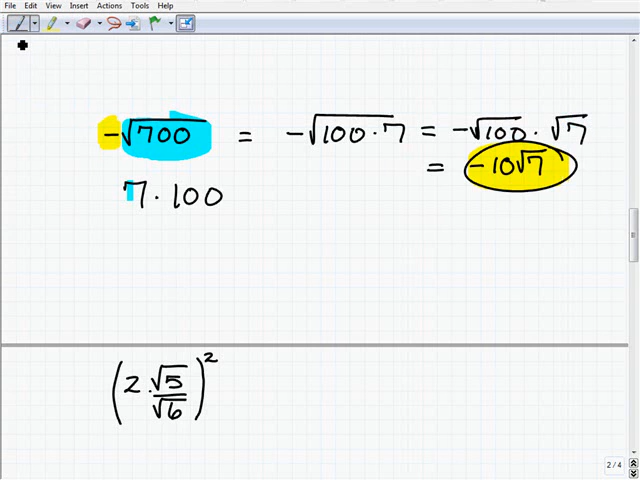 File Edit View Insert Actions Tools Help
-√700 = -√100·7 = -√100·√7
= -10√7
7·100
(2·√5/√6)²
2 / 4